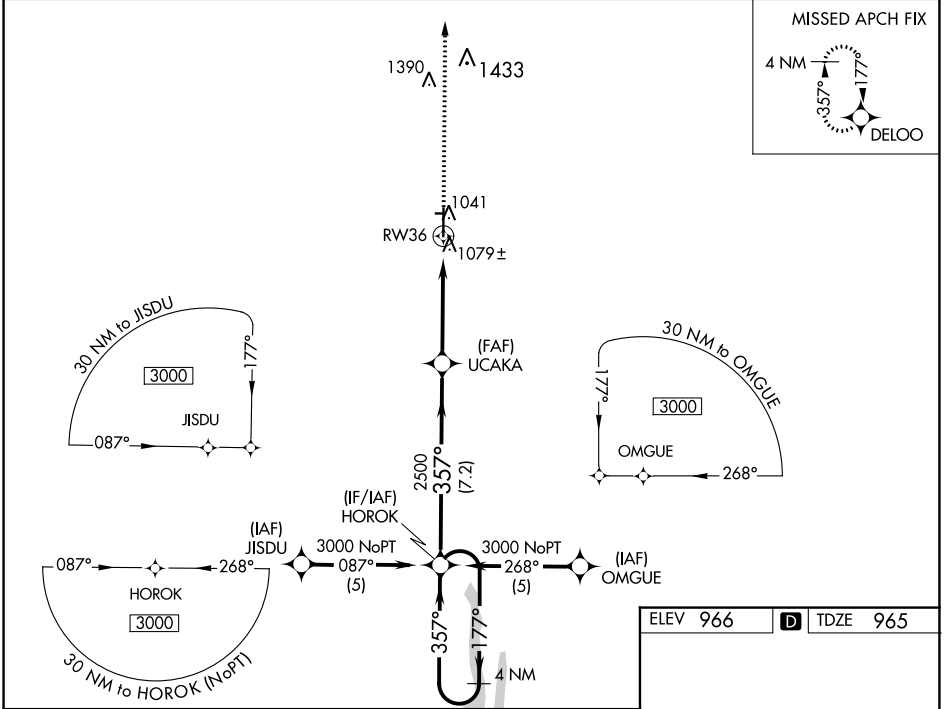 MISSED APCH FIX
4 NM
357°
177°
DELOO
1390
1433
1041
RW36
1079±
30 NM to JISDU
3000
177°
JISDU
087°
(FAF)
UCAKA
30 NM to OMGUE
177°
3000
OMGUE
268°
2500
357°
(7.2)
(IF/IAF)
HOROK
(IAF)
JISDU
3000 NoPT
087°
(5)
3000 NoPT
268°
(5)
(IAF)
OMGUE
087°
268°
HOROK
3000
30 NM to HOROK (NoPT)
357°
177°
4 NM
ELEV 966 D TDZE 965